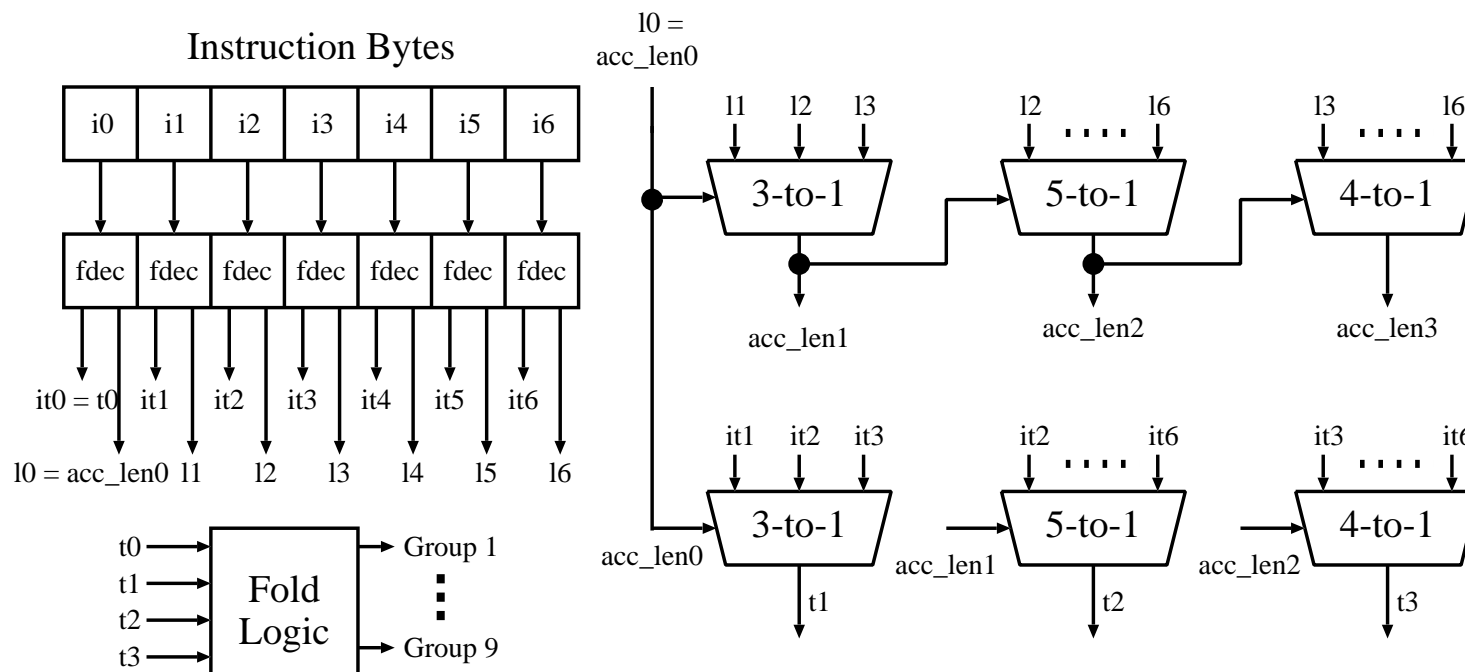 Instruction Bytes
i0 i1 i2 i3 i4 i5 i6
fdec fdec fdec fdec fdec fdec fdec
it0 = t0 it1 it2 it3 it4 it5 it6
l0 = acc_len0 l1 l2 l3 l4 l5 l6
t0
t1
t2
t3
Fold
Logic
Group 1
Group 9
l0 =
acc_len0
l1 l2 l3
3-to-1
acc_len1
l2 l6
5-to-1
acc_len2
l3 l6
4-to-1
acc_len3
it1 it2 it3
acc_len0
3-to-1
t1
it2 it6
acc_len1
5-to-1
t2
it3 it6
acc_len2
4-to-1
t3